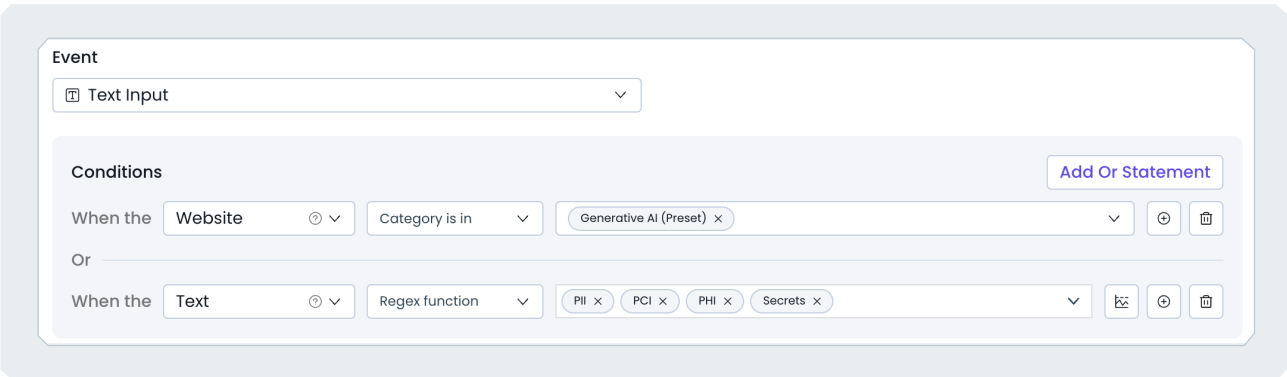 Event
Text Input
Conditions
Add Or Statement
When the Website Category is in Generative AI (Preset)
Or
When the Text Regex function PII PCI PHI Secrets